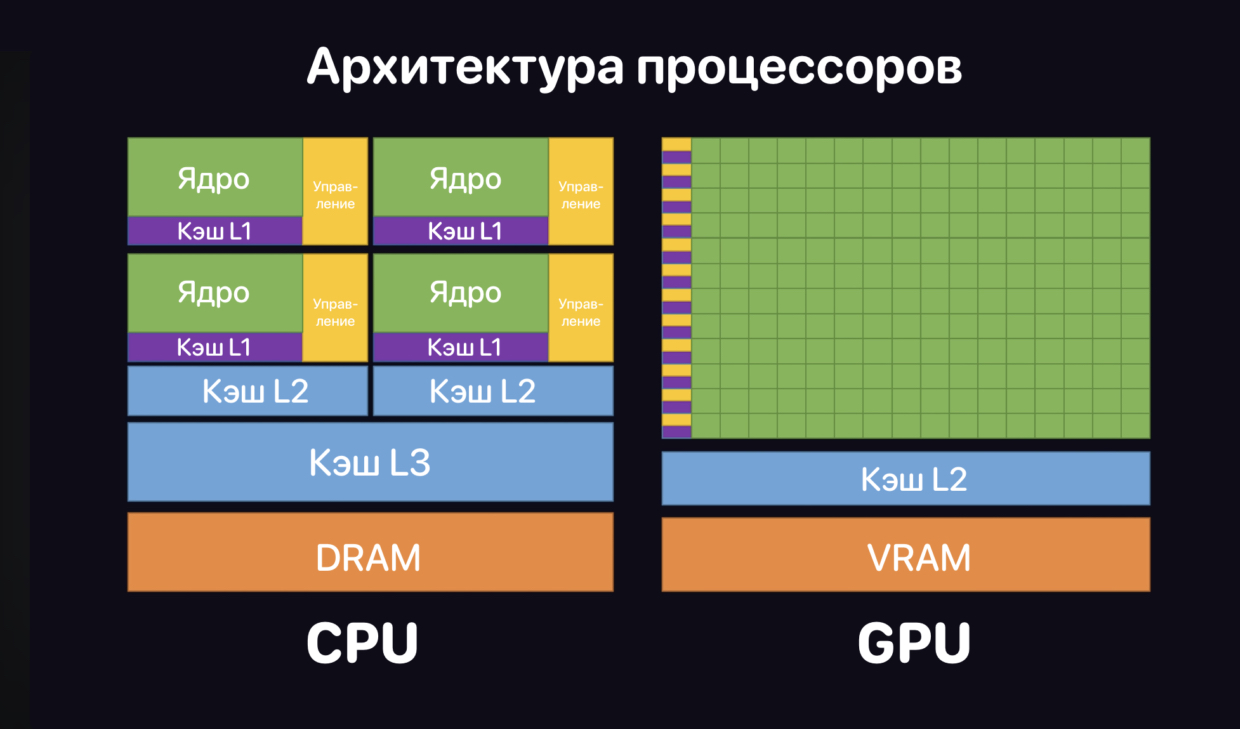 Архитектура процессоров
Ядро
Управ-
ление
Кэш L1
Ядро
Управ-
ление
Кэш L1
Ядро
Управ-
ление
Кэш L1
Ядро
Управ-
ление
Кэш L1
Кэш L2
Кэш L2
Кэш L3
DRAM
CPU
Кэш L2
VRAM
GPU